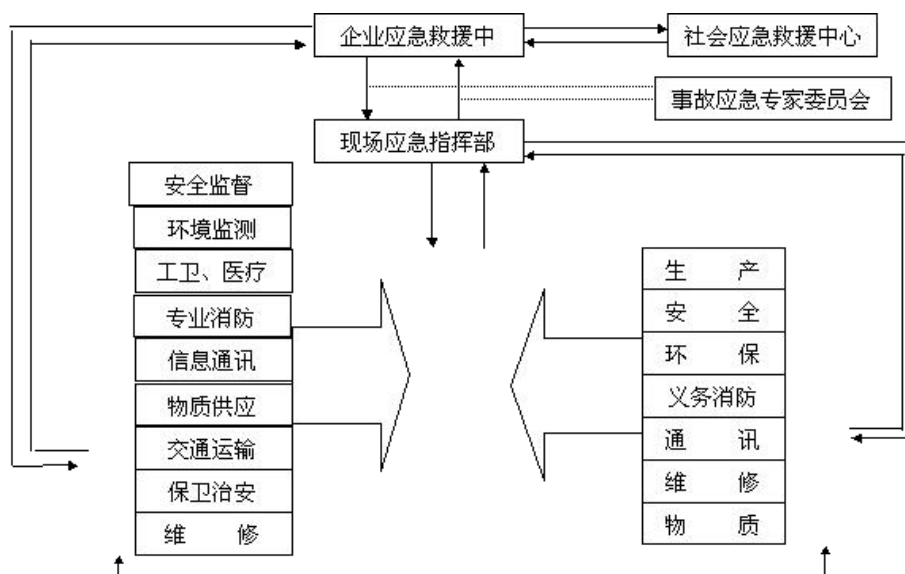 企业应急救援中
社会应急救援中心
事故应急专家委员会
现场应急指挥部
安全监督
环境监测
工卫、医疗
专业消防
信息通讯
物质供应
交通运输
保卫治安
维 修
生 产
安 全
环 保
义务消防
通 讯
维 修
物 质